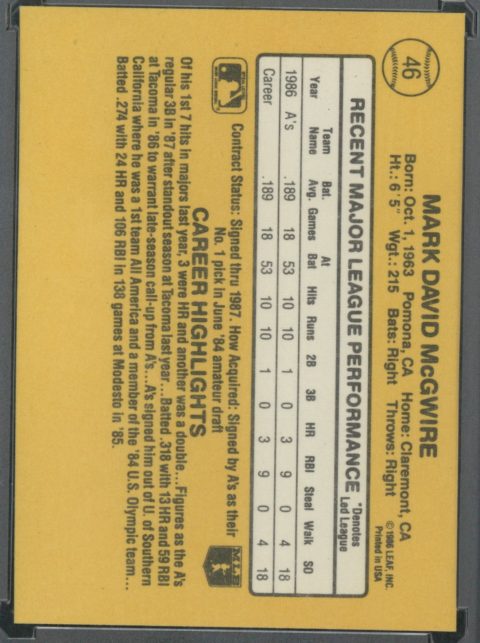 46
MARK DAVID McGWIRE
Born: Oct. 1, 1963 Pomona, CA Home: Claremont, CA
Ht.: 6'5" Wgt.: 215 Bats: Right Throws: Right
©1986 LEAF, INC.
Printed in USA
RECENT MAJOR LEAGUE PERFORMANCE
*Denotes
Led League
Year Team Name Bat. Avg. Games At Bat Hits Runs 2B 3B HR RBI Steal Walk SO
1986 A's .189 18 53 10 10 1 0 3 9 0 4 18
Career .189 18 53 10 10 1 0 3 9 0 4 18
Contract Status: Signed thru 1987. How Acquired: Signed by A's as their
No. 1 pick in June '84 amateur draft
MLBPA
CAREER HIGHLIGHTS
Of his 1st 7 hits in majors last year, 3 were HR and another was a double... Figures as the A's
regular 3B in '87 after standout season at Tacoma last year... Batted .318 with 13 HR and 59 RBI
at Tacoma in '86 to warrant late-season call-up from A's... A's signed him out of U. of Southern
California where he was a 1st team All America and a member of the '84 U.S. Olympic team...
Batted .274 with 24 HR and 106 RBI in 138 games at Modesto in '85.